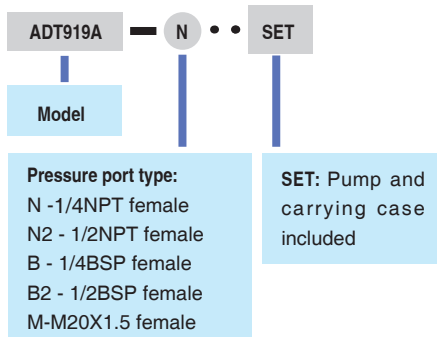 ADT919A — N •• SET
Model
Pressure port type:
N -1/4NPT female
N2 - 1/2NPT female
B - 1/4BSP female
B2 - 1/2BSP female
M-M20X1.5 female
SET: Pump and
carrying case
included